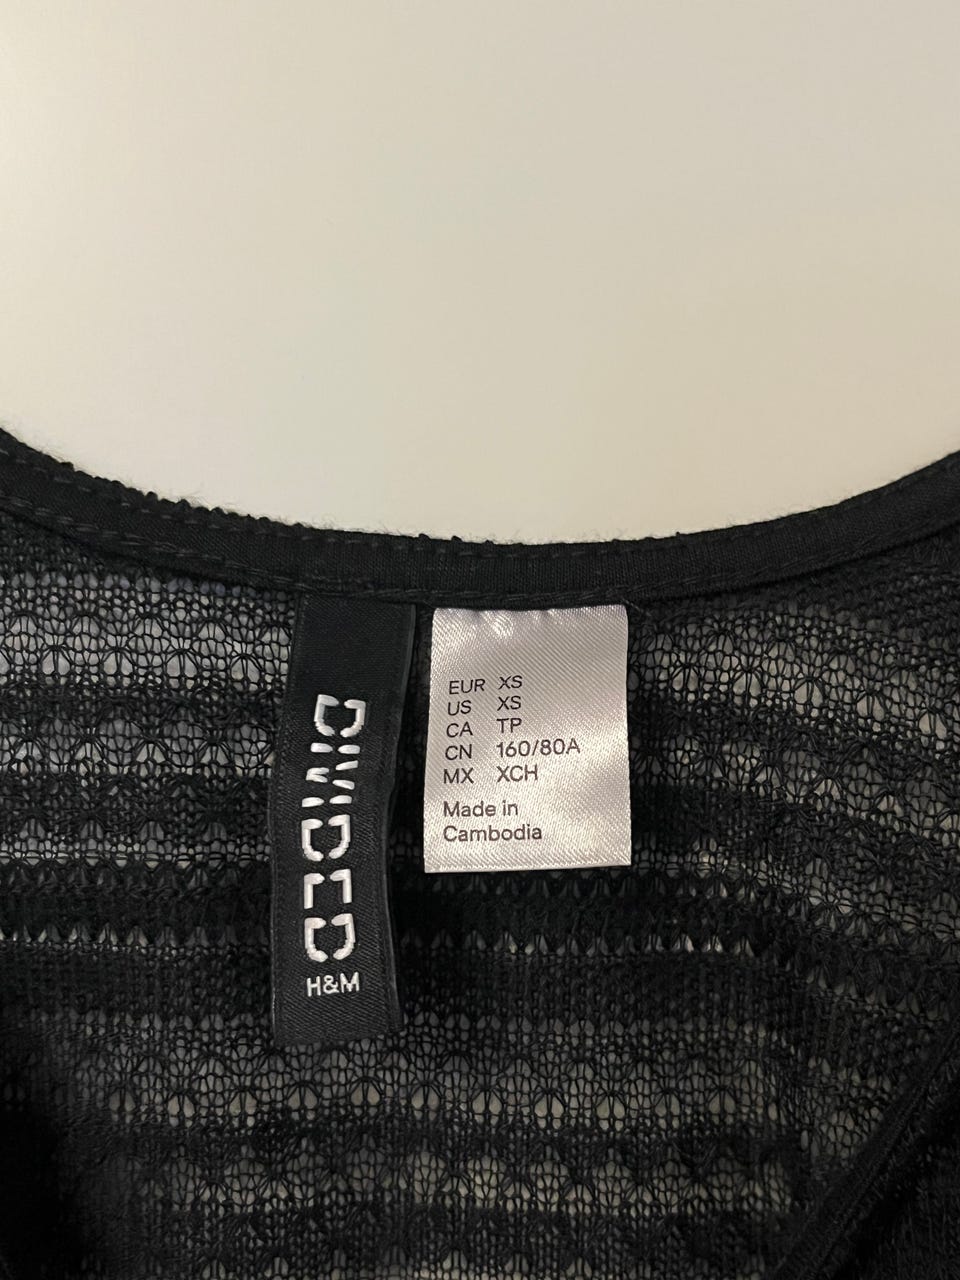 DIVIDED
H&M
EUR XS
US XS
CA TP
CN 160/80A
MX XCH
Made in
Cambodia